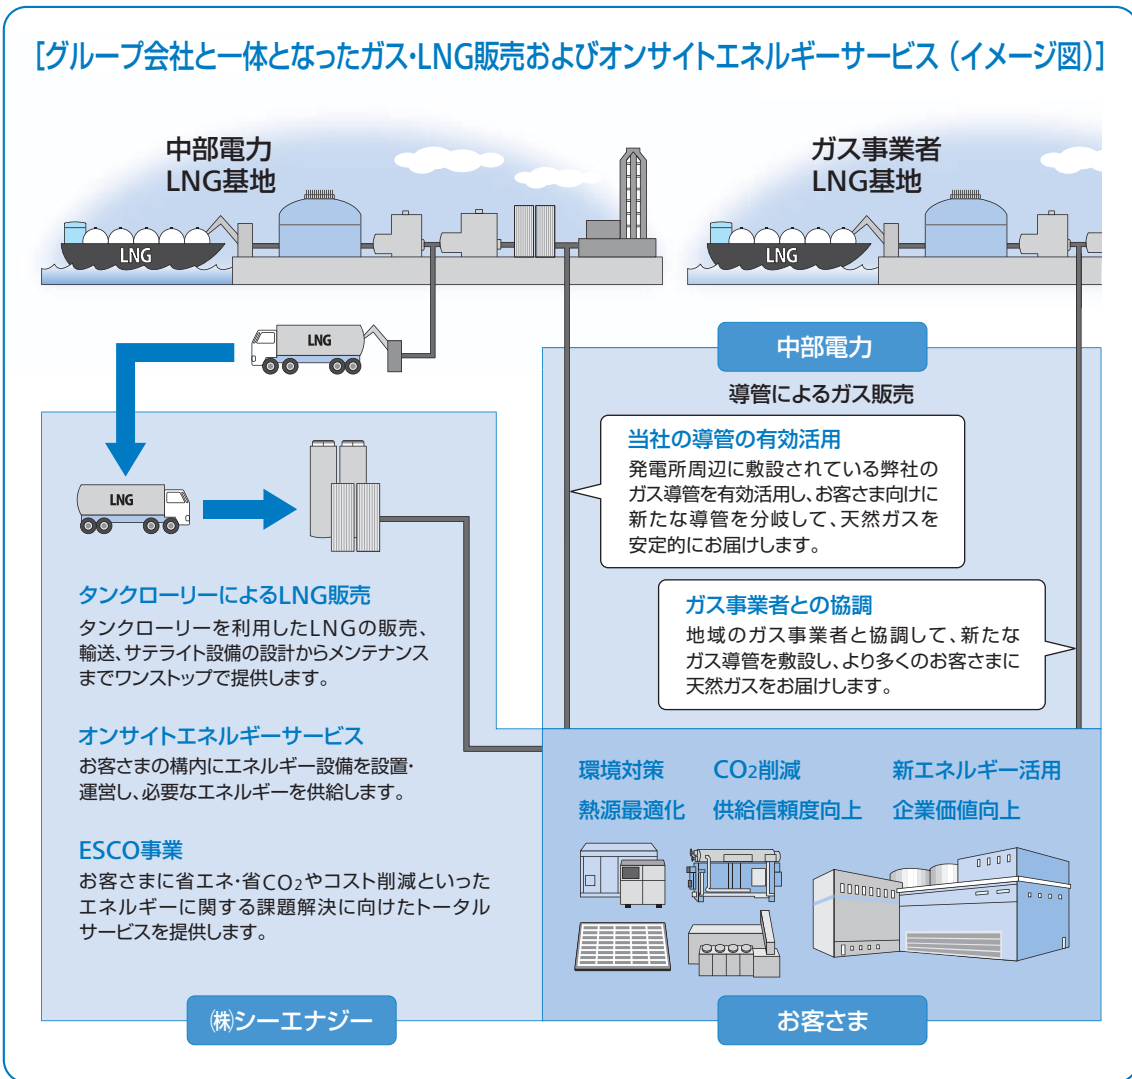 [グループ会社と一体となったガス・LNG販売およびオンサイトエネルギーサービス（イメージ図）]
中部電力
LNG基地
LNG
ガス事業者
LNG基地
LNG
LNG
LNG
中部電力
導管によるガス販売
当社の導管の有効活用
発電所周辺に敷設されている弊社の
ガス導管を有効活用し、お客さま向けに
新たな導管を分岐して、天然ガスを
安定的にお届けします。
ガス事業者との協調
地域のガス事業者と協調して、新たな
ガス導管を敷設し、より多くのお客さまに
天然ガスをお届けします。
タンクローリーによるLNG販売
タンクローリーを利用したLNGの販売、
輸送、サテライト設備の設計からメンテナンス
までワンストップで提供します。
オンサイトエネルギーサービス
お客さまの構内にエネルギー設備を設置・
運営し、必要なエネルギーを供給します。
ESCO事業
お客さまに省エネ・省CO2やコスト削減といった
エネルギーに関する課題解決に向けたトータル
サービスを提供します。
㈱シーエナジー
環境対策 CO2削減 新エネルギー活用
熱源最適化 供給信頼度向上 企業価値向上
お客さま